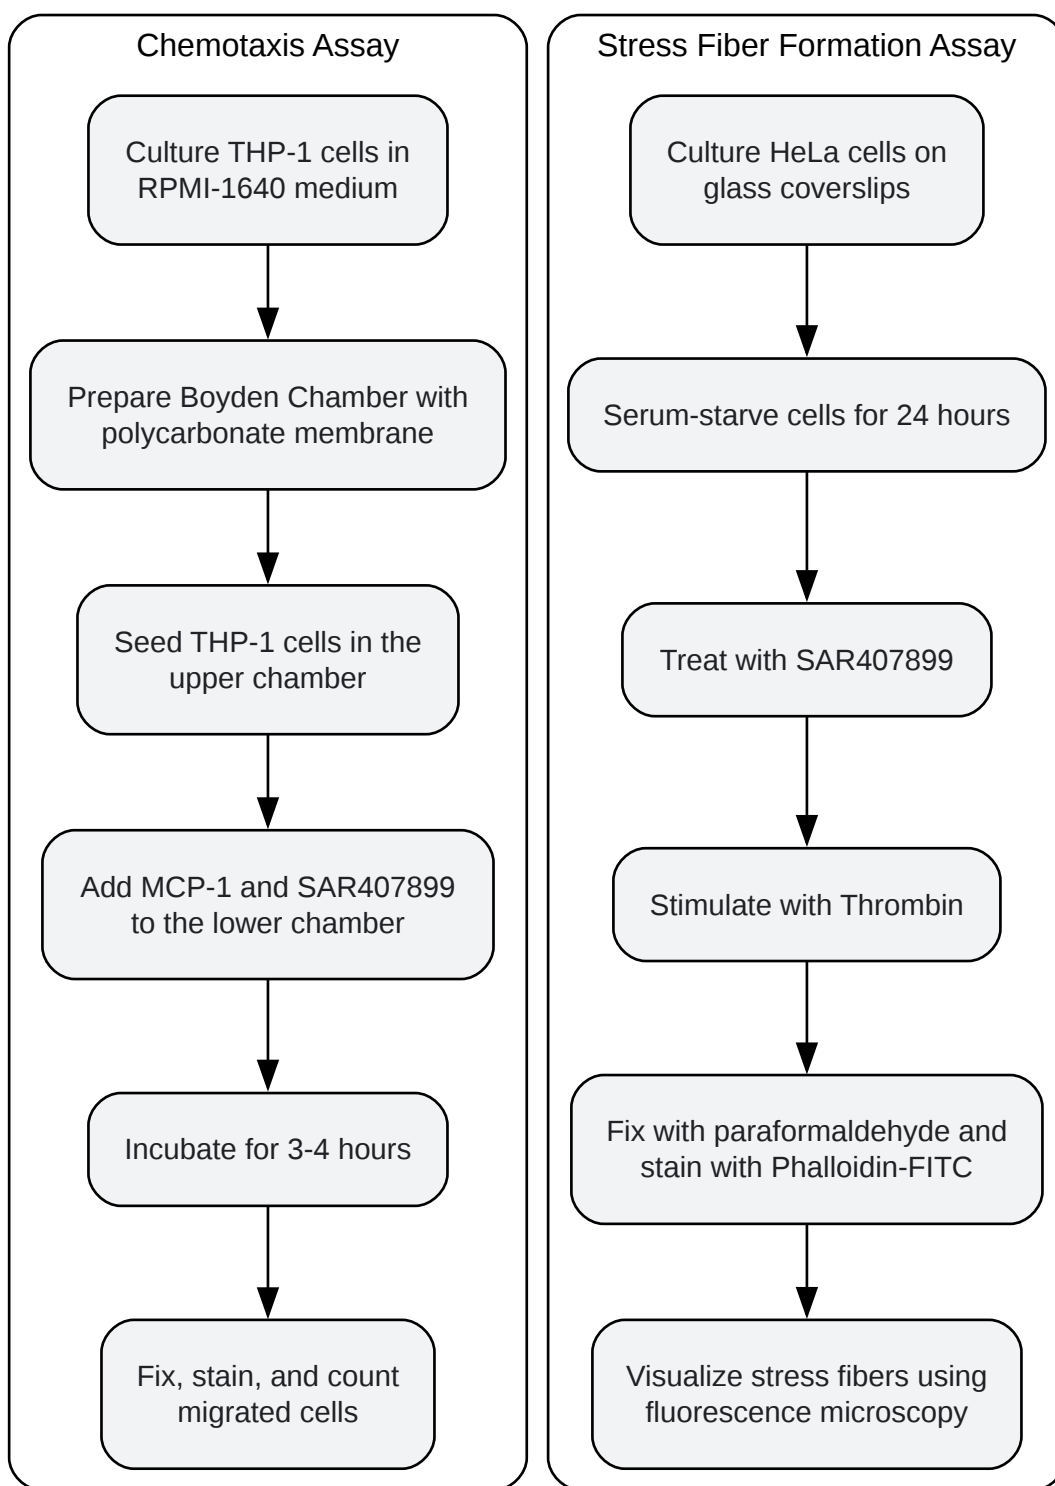 Chemotaxis Assay
Culture THP-1 cells in
RPMI-1640 medium
Prepare Boyden Chamber with
polycarbonate membrane
Seed THP-1 cells in the
upper chamber
Add MCP-1 and SAR407899
to the lower chamber
Incubate for 3-4 hours
Fix, stain, and count
migrated cells
Stress Fiber Formation Assay
Culture HeLa cells on
glass coverslips
Serum-starve cells for 24 hours
Treat with SAR407899
Stimulate with Thrombin
Fix with paraformaldehyde and
stain with Phalloidin-FITC
Visualize stress fibers using
fluorescence microscopy